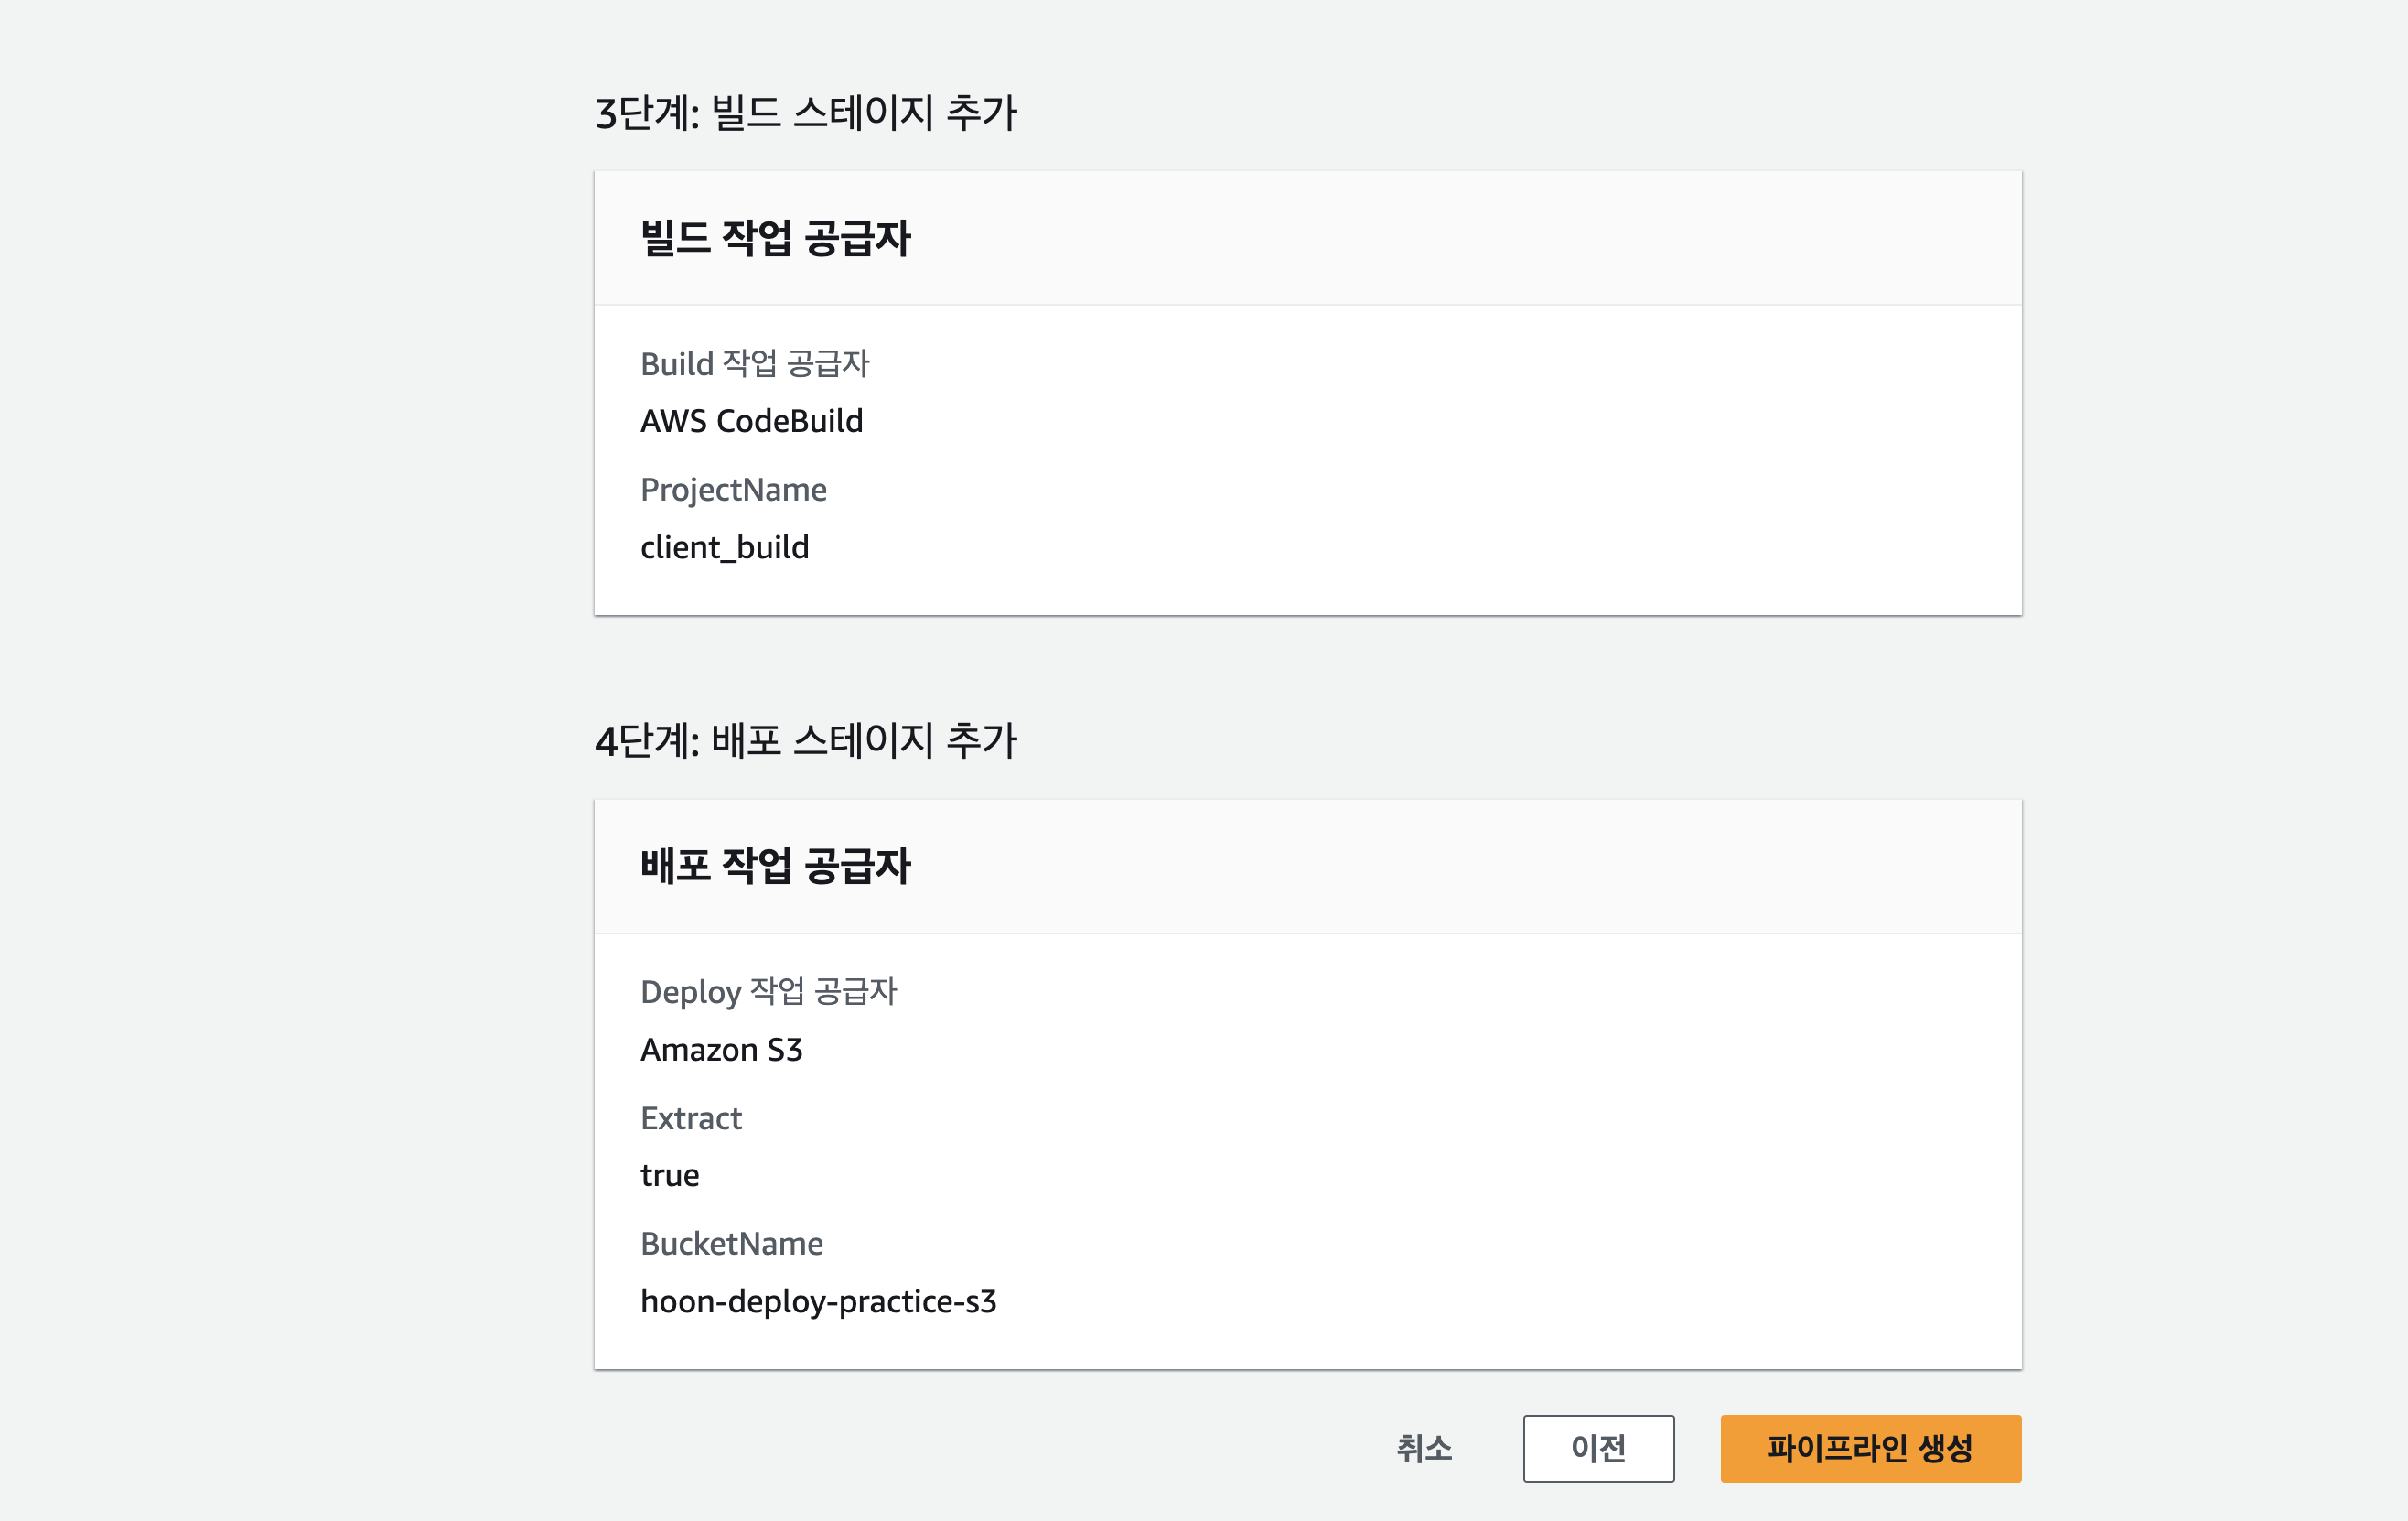 3단계: 빌드 스테이지 추가
빌드 작업 공급자
Build 작업 공급자
AWS CodeBuild
ProjectName
client_build
4단계: 배포 스테이지 추가
배포 작업 공급자
Deploy 작업 공급자
Amazon S3
Extract
true
BucketName
hoon-deploy-practice-s3
취소 이전 파이프라인 생성